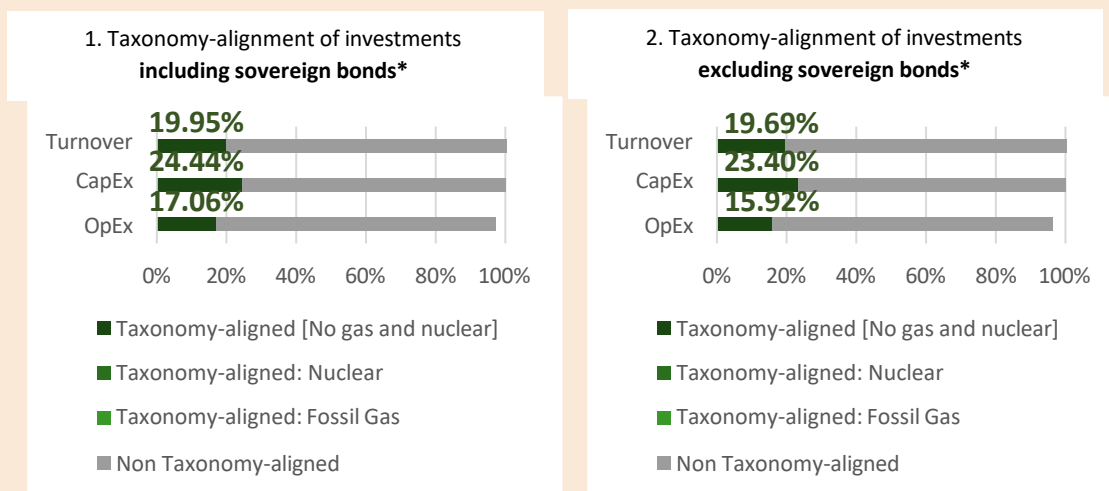 1. Taxonomy-alignment of investments
including sovereign bonds*
19.95%
Turnover
24.44%
CapEx
17.06%
OpEx
0% 20% 40% 60% 80% 100%
Taxonomy-aligned [No gas and nuclear]
Taxonomy-aligned: Nuclear
Taxonomy-aligned: Fossil Gas
Non Taxonomy-aligned
2. Taxonomy-alignment of investments
excluding sovereign bonds*
19.69%
Turnover
23.40%
CapEx
15.92%
OpEx
0% 20% 40% 60% 80% 100%
Taxonomy-aligned [No gas and nuclear]
Taxonomy-aligned: Nuclear
Taxonomy-aligned: Fossil Gas
Non Taxonomy-aligned